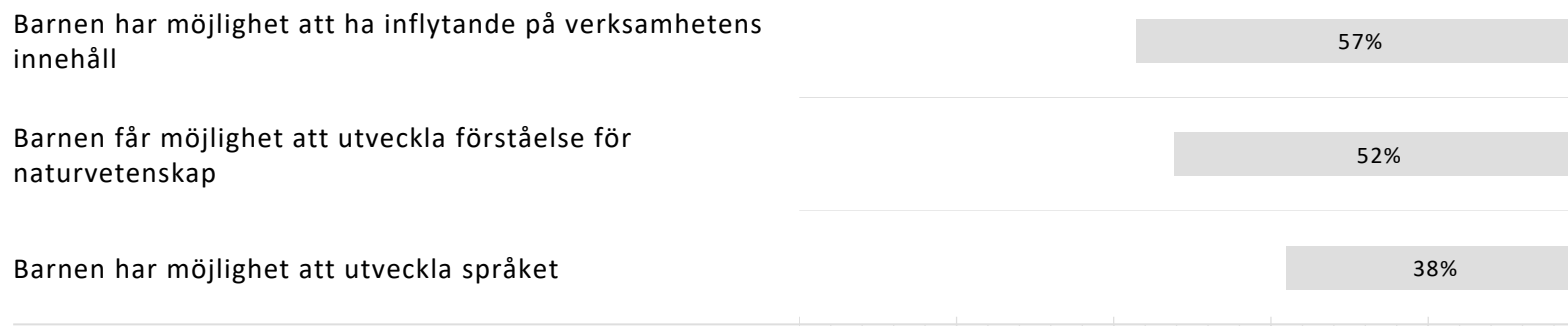 Barnen har möjlighet att ha inflytande på verksamhetens
innehåll
57%
Barnen får möjlighet att utveckla förståelse för
naturvetenskap
52%
Barnen har möjlighet att utveckla språket
38%